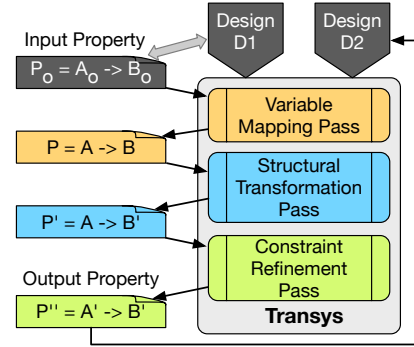 Design
D1
Design
D2
Input Property
Pₒ = Aₒ -> Bₒ
Variable
Mapping Pass
P = A -> B
Structural
Transformation
Pass
P' = A -> B'
Constraint
Refinement
Pass
Output Property
P'' = A' -> B'
Transys